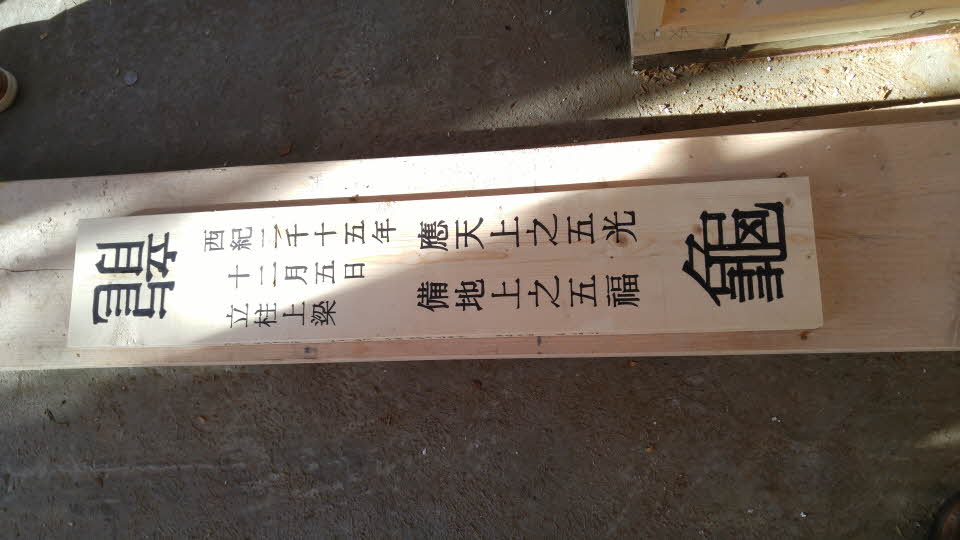 龍
西紀二千十五年
十二月五日
立柱上梁
應天上之五光
備地上之五福
龜